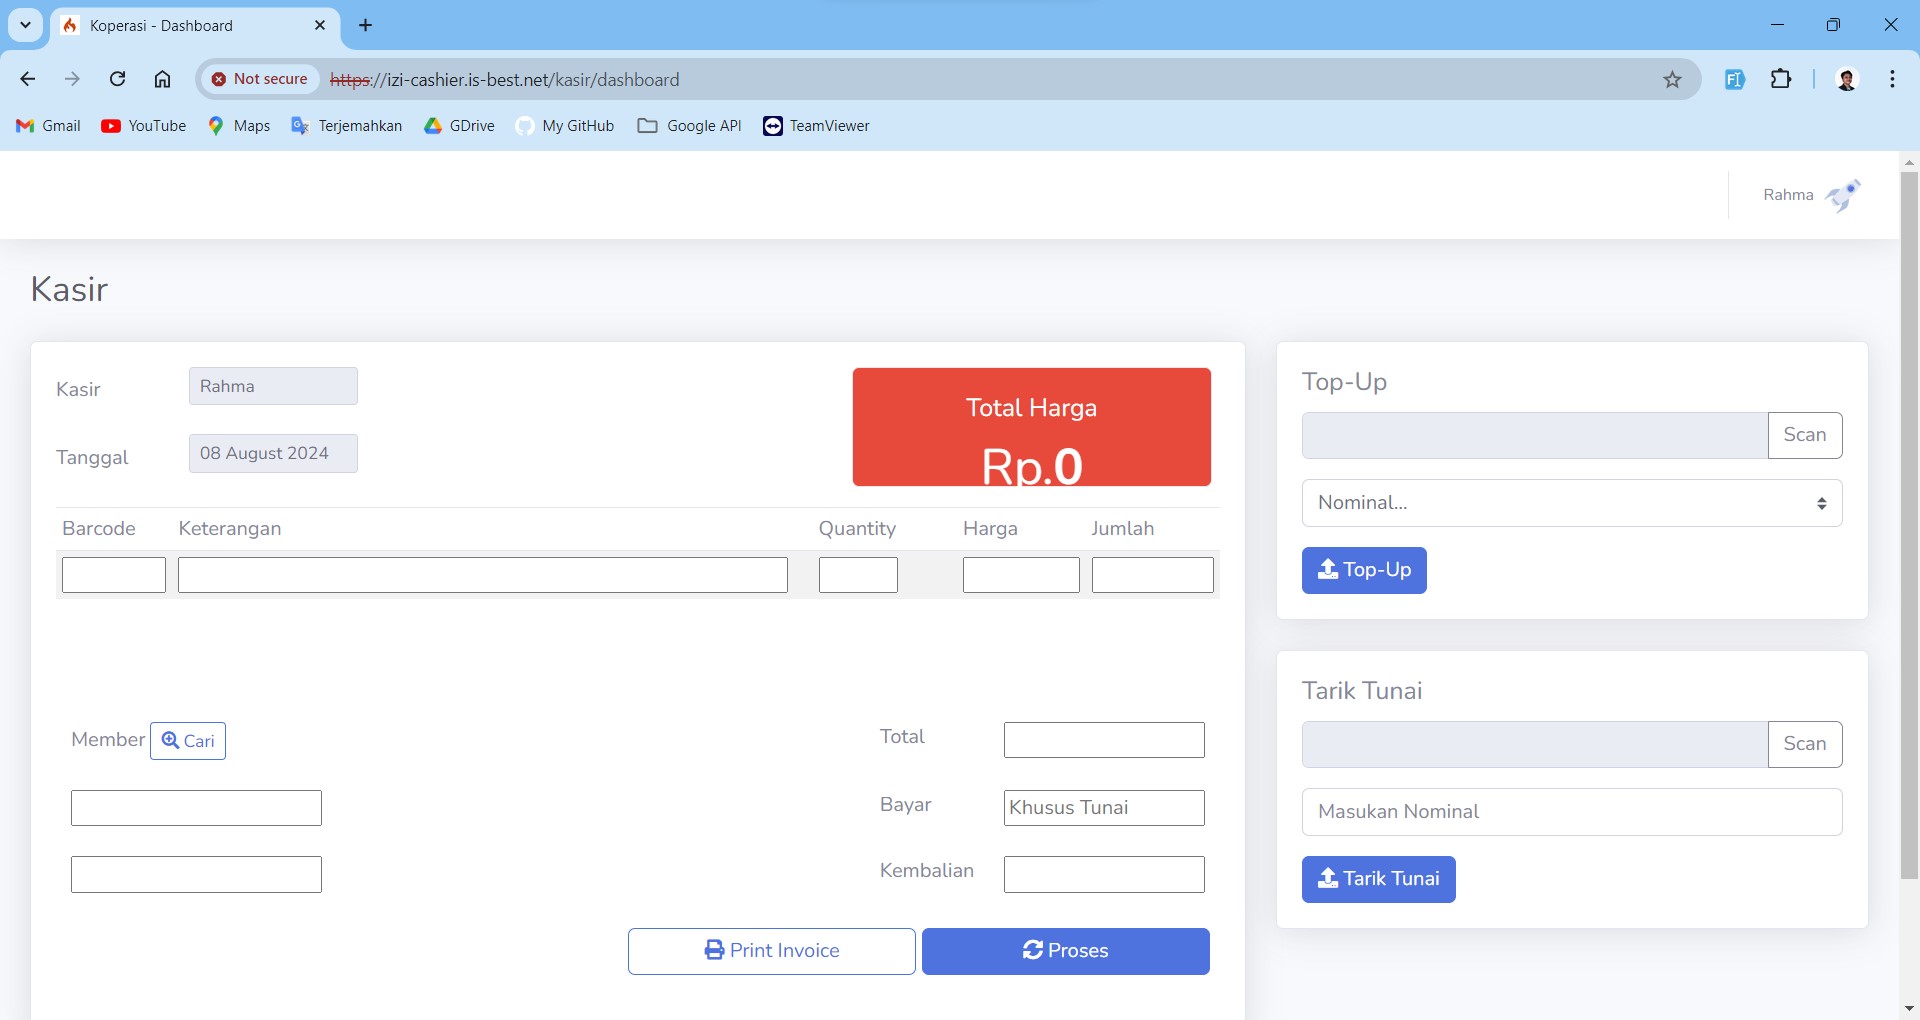 Koperasi - Dashboard
Not secure https://izi-cashier.is-best.net/kasir/dashboard
Gmail YouTube Maps Terjemahkan GDrive My GitHub Google API TeamViewer
Rahma
Kasir
Kasir Rahma
Tanggal 08 August 2024
Total Harga
Rp.0
Barcode Keterangan Quantity Harga Jumlah
Member Cari
Total
Bayar Khusus Tunai
Kembalian
Print Invoice Proses
Top-Up
Scan
Nominal...
Top-Up
Tarik Tunai
Scan
Masukan Nominal
Tarik Tunai